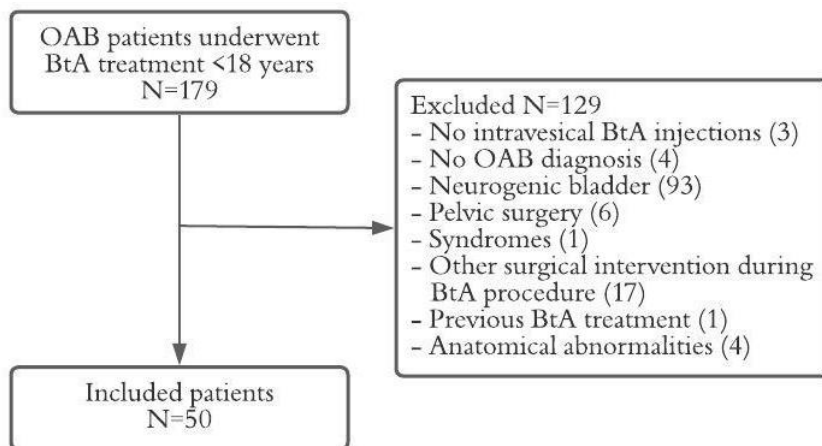 OAB patients underwent
BtA treatment <18 years
N=179
Excluded N=129
- No intravesical BtA injections (3)
- No OAB diagnosis (4)
- Neurogenic bladder (93)
- Pelvic surgery (6)
- Syndromes (1)
- Other surgical intervention during
BtA procedure (17)
- Previous BtA treatment (1)
- Anatomical abnormalities (4)
Included patients
N=50